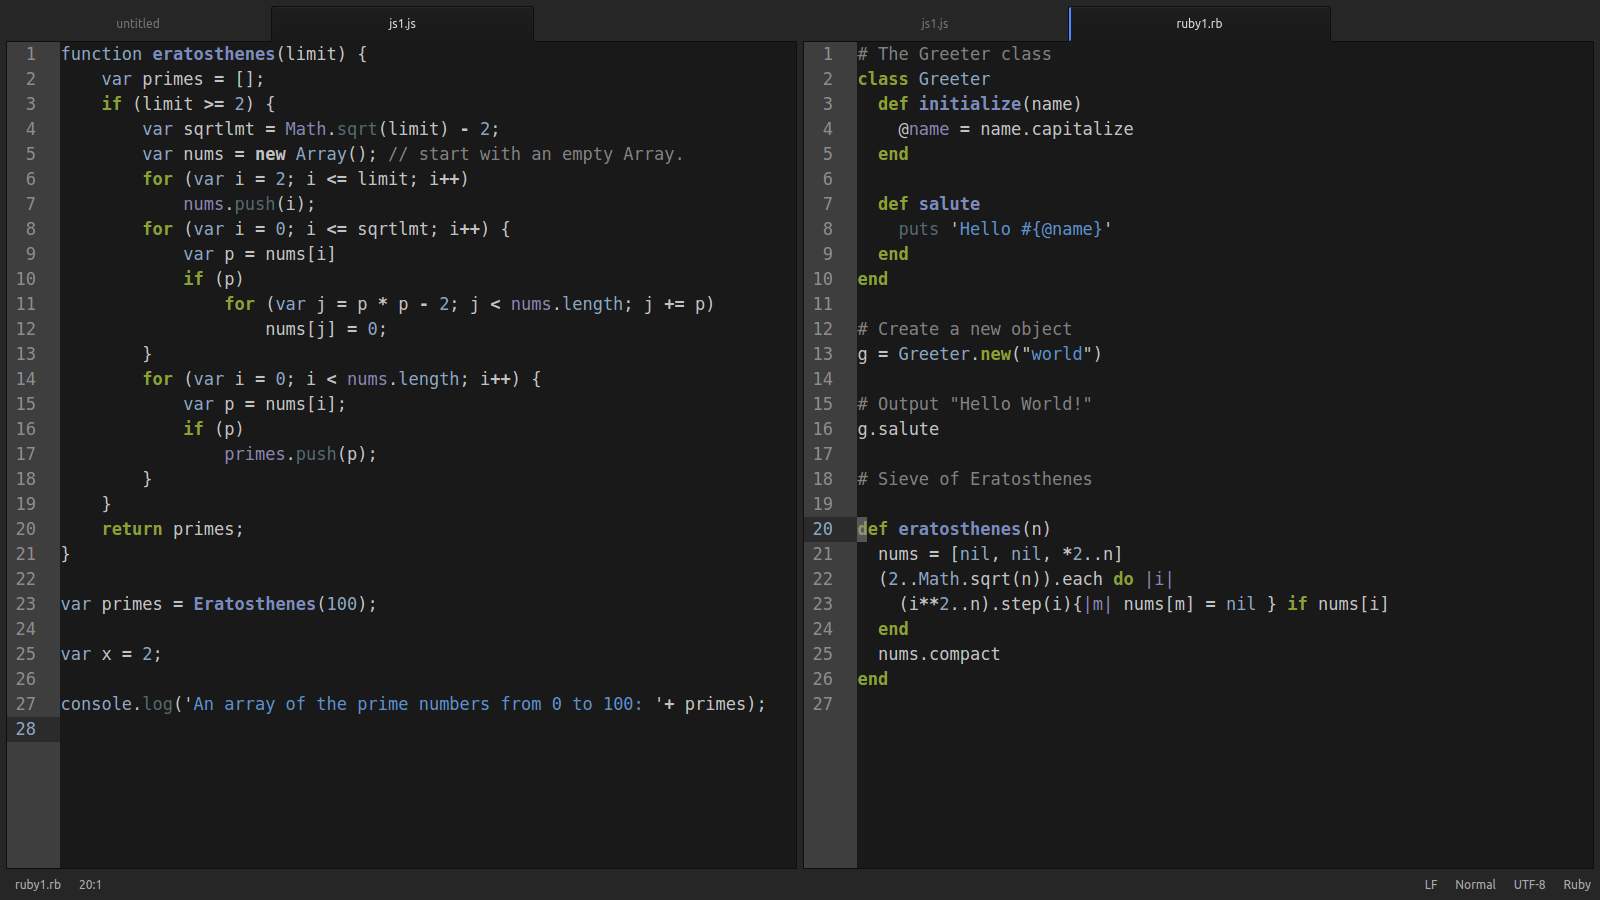 untitled
js1.js
1 function eratosthenes(limit) {
2     var primes = [];
3     if (limit >= 2) {
4         var sqrtlmt = Math.sqrt(limit) - 2;
5         var nums = new Array(); // start with an empty Array.
6         for (var i = 2; i <= limit; i++)
7             nums.push(i);
8         for (var i = 0; i <= sqrtlmt; i++) {
9             var p = nums[i]
10             if (p)
11                 for (var j = p * p - 2; j < nums.length; j += p)
12                     nums[j] = 0;
13         }
14         for (var i = 0; i < nums.length; i++) {
15             var p = nums[i];
16             if (p)
17                 primes.push(p);
18         }
19     }
20     return primes;
21 }
22
23 var primes = Eratosthenes(100);
24
25 var x = 2;
26
27 console.log('An array of the prime numbers from 0 to 100: '+ primes);
28
js1.js
ruby1.rb
1 # The Greeter class
2 class Greeter
3   def initialize(name)
4     @name = name.capitalize
5   end
6
7   def salute
8     puts 'Hello #{@name}'
9   end
10 end
11
12 # Create a new object
13 g = Greeter.new("world")
14
15 # Output "Hello World!"
16 g.salute
17
18 # Sieve of Eratosthenes
19
20 def eratosthenes(n)
21   nums = [nil, nil, *2..n]
22   (2..Math.sqrt(n)).each do |i|
23     (i**2..n).step(i){|m| nums[m] = nil } if nums[i]
24   end
25   nums.compact
26 end
27
ruby1.rb 20:1
LF Normal UTF-8 Ruby